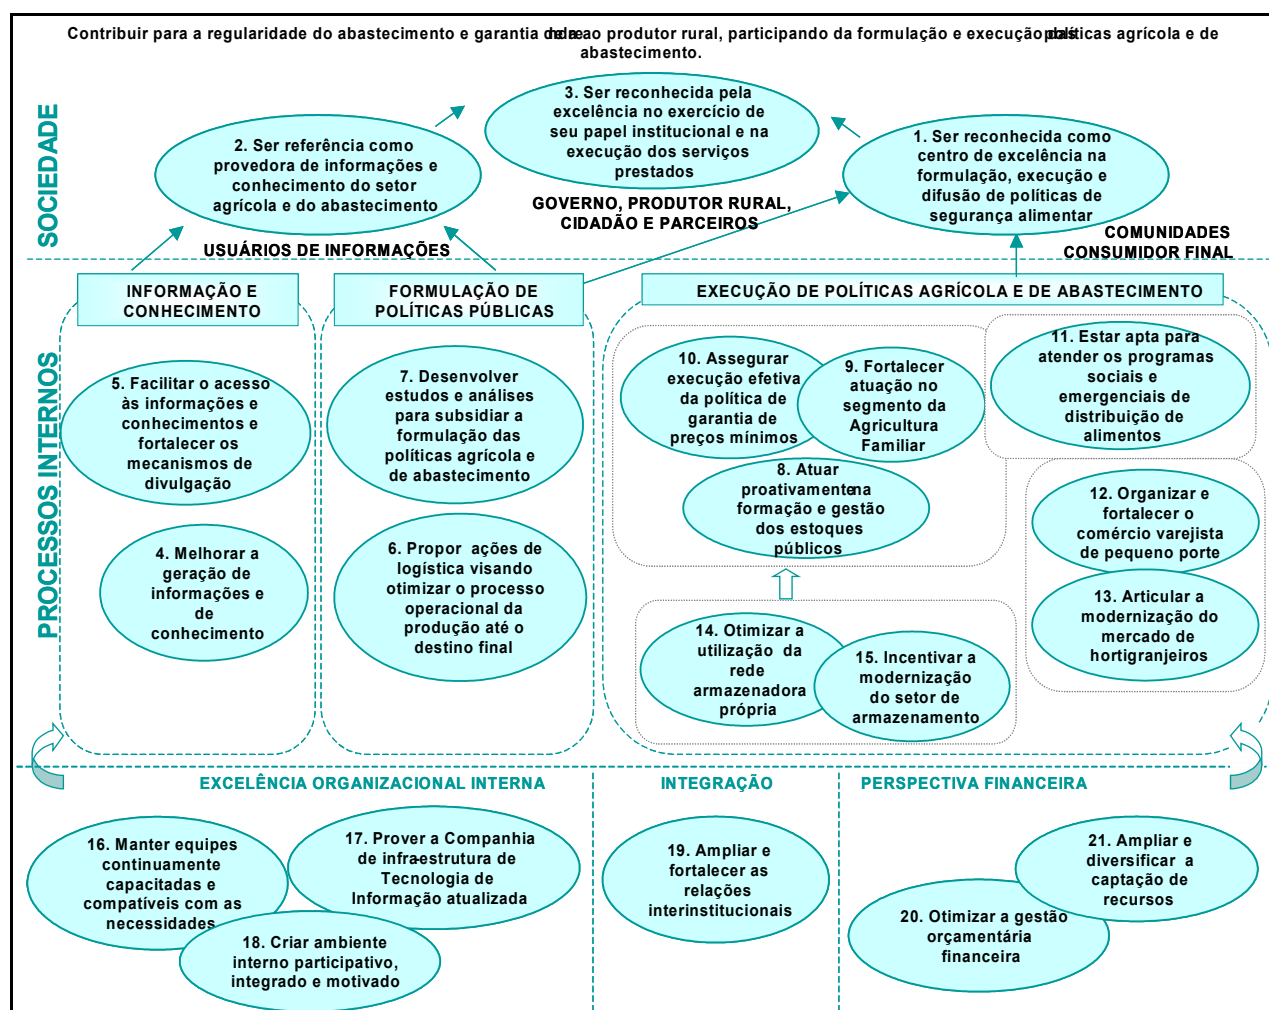 Contribuir para a regularidade do abastecimento e garantia de renda ao produtor rural, participando da formulação e execução das políticas agrícola e de
abastecimento.
SOCIEDADE
3. Ser reconhecida pela
excelência no exercício de
seu papel institucional e na
execução dos serviços
prestados
2. Ser referência como
provedora de informações e
conhecimento do setor
agrícola e do abastecimento
1. Ser reconhecida como
centro de excelência na
formulação, execução e
difusão de políticas de
segurança alimentar
GOVERNO, PRODUTOR RURAL,
CIDADÃO E PARCEIROS
USUÁRIOS DE INFORMAÇÕES
COMUNIDADES
CONSUMIDOR FINAL
PROCESSOS INTERNOS
INFORMAÇÃO E
CONHECIMENTO
5. Facilitar o acesso
às informações e
conhecimentos e
fortalecer os
mecanismos de
divulgação
4. Melhorar a
geração de
informações e
de
conhecimento
FORMULAÇÃO DE
POLÍTICAS PÚBLICAS
7. Desenvolver
estudos e análises
para subsidiar a
formulação das
políticas agrícola e
de abastecimento
6. Propor ações de
logística visando
otimizar o processo
operacional da
produção até o
destino final
EXECUÇÃO DE POLÍTICAS AGRÍCOLA E DE ABASTECIMENTO
10. Assegurar
execução efetiva
da política de
garantia de
preços mínimos
9. Fortalecer
atuação no
segmento da
Agricultura
Familiar
8. Atuar
proativamente na
formação e gestão
dos estoques
públicos
11. Estar apta para
atender os programas
sociais e
emergenciais de
distribuição de
alimentos
12. Organizar e
fortalecer o
comércio varejista
de pequeno porte
13. Articular a
modernização do
mercado de
hortigranjeiros
14. Otimizar a
utilização da
rede
armazenadora
própria
15. Incentivar a
modernização
do setor de
armazenamento
EXCELÊNCIA ORGANIZACIONAL INTERNA
16. Manter equipes
continuamente
capacitadas e
compatíveis com as
necessidades
17. Prover a Companhia
de infra-estrutura de
Tecnologia de
Informação atualizada
18. Criar ambiente
interno participativo,
integrado e motivado
INTEGRAÇÃO
19. Ampliar e
fortalecer as
relações
interinstitucionais
PERSPECTIVA FINANCEIRA
21. Ampliar e
diversificar a
captação de
recursos
20. Otimizar a gestão
orçamentária
financeira